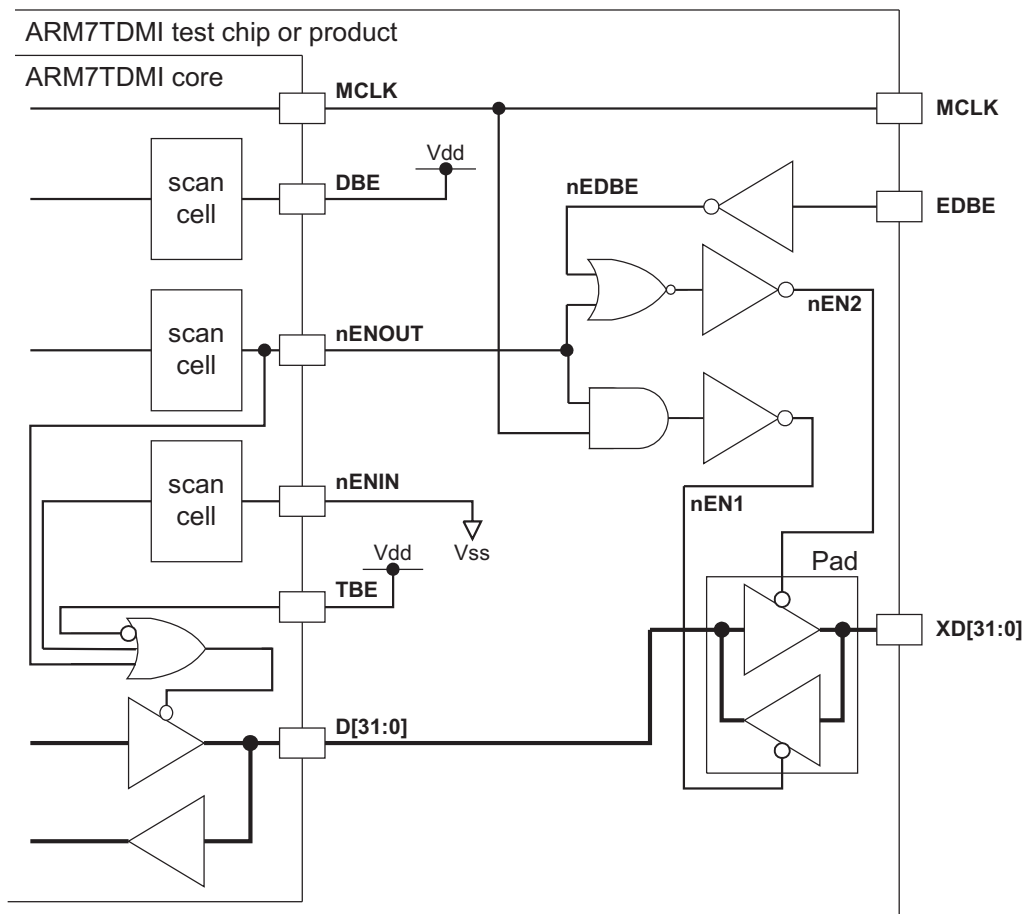 ARM7TDMI test chip or product
ARM7TDMI core
MCLK
MCLK
scan
cell
DBE
Vdd
nEDBE
EDBE
scan
cell
nENOUT
nEN2
scan
cell
nENIN
Vss
nEN1
Vdd
TBE
Pad
XD[31:0]
D[31:0]